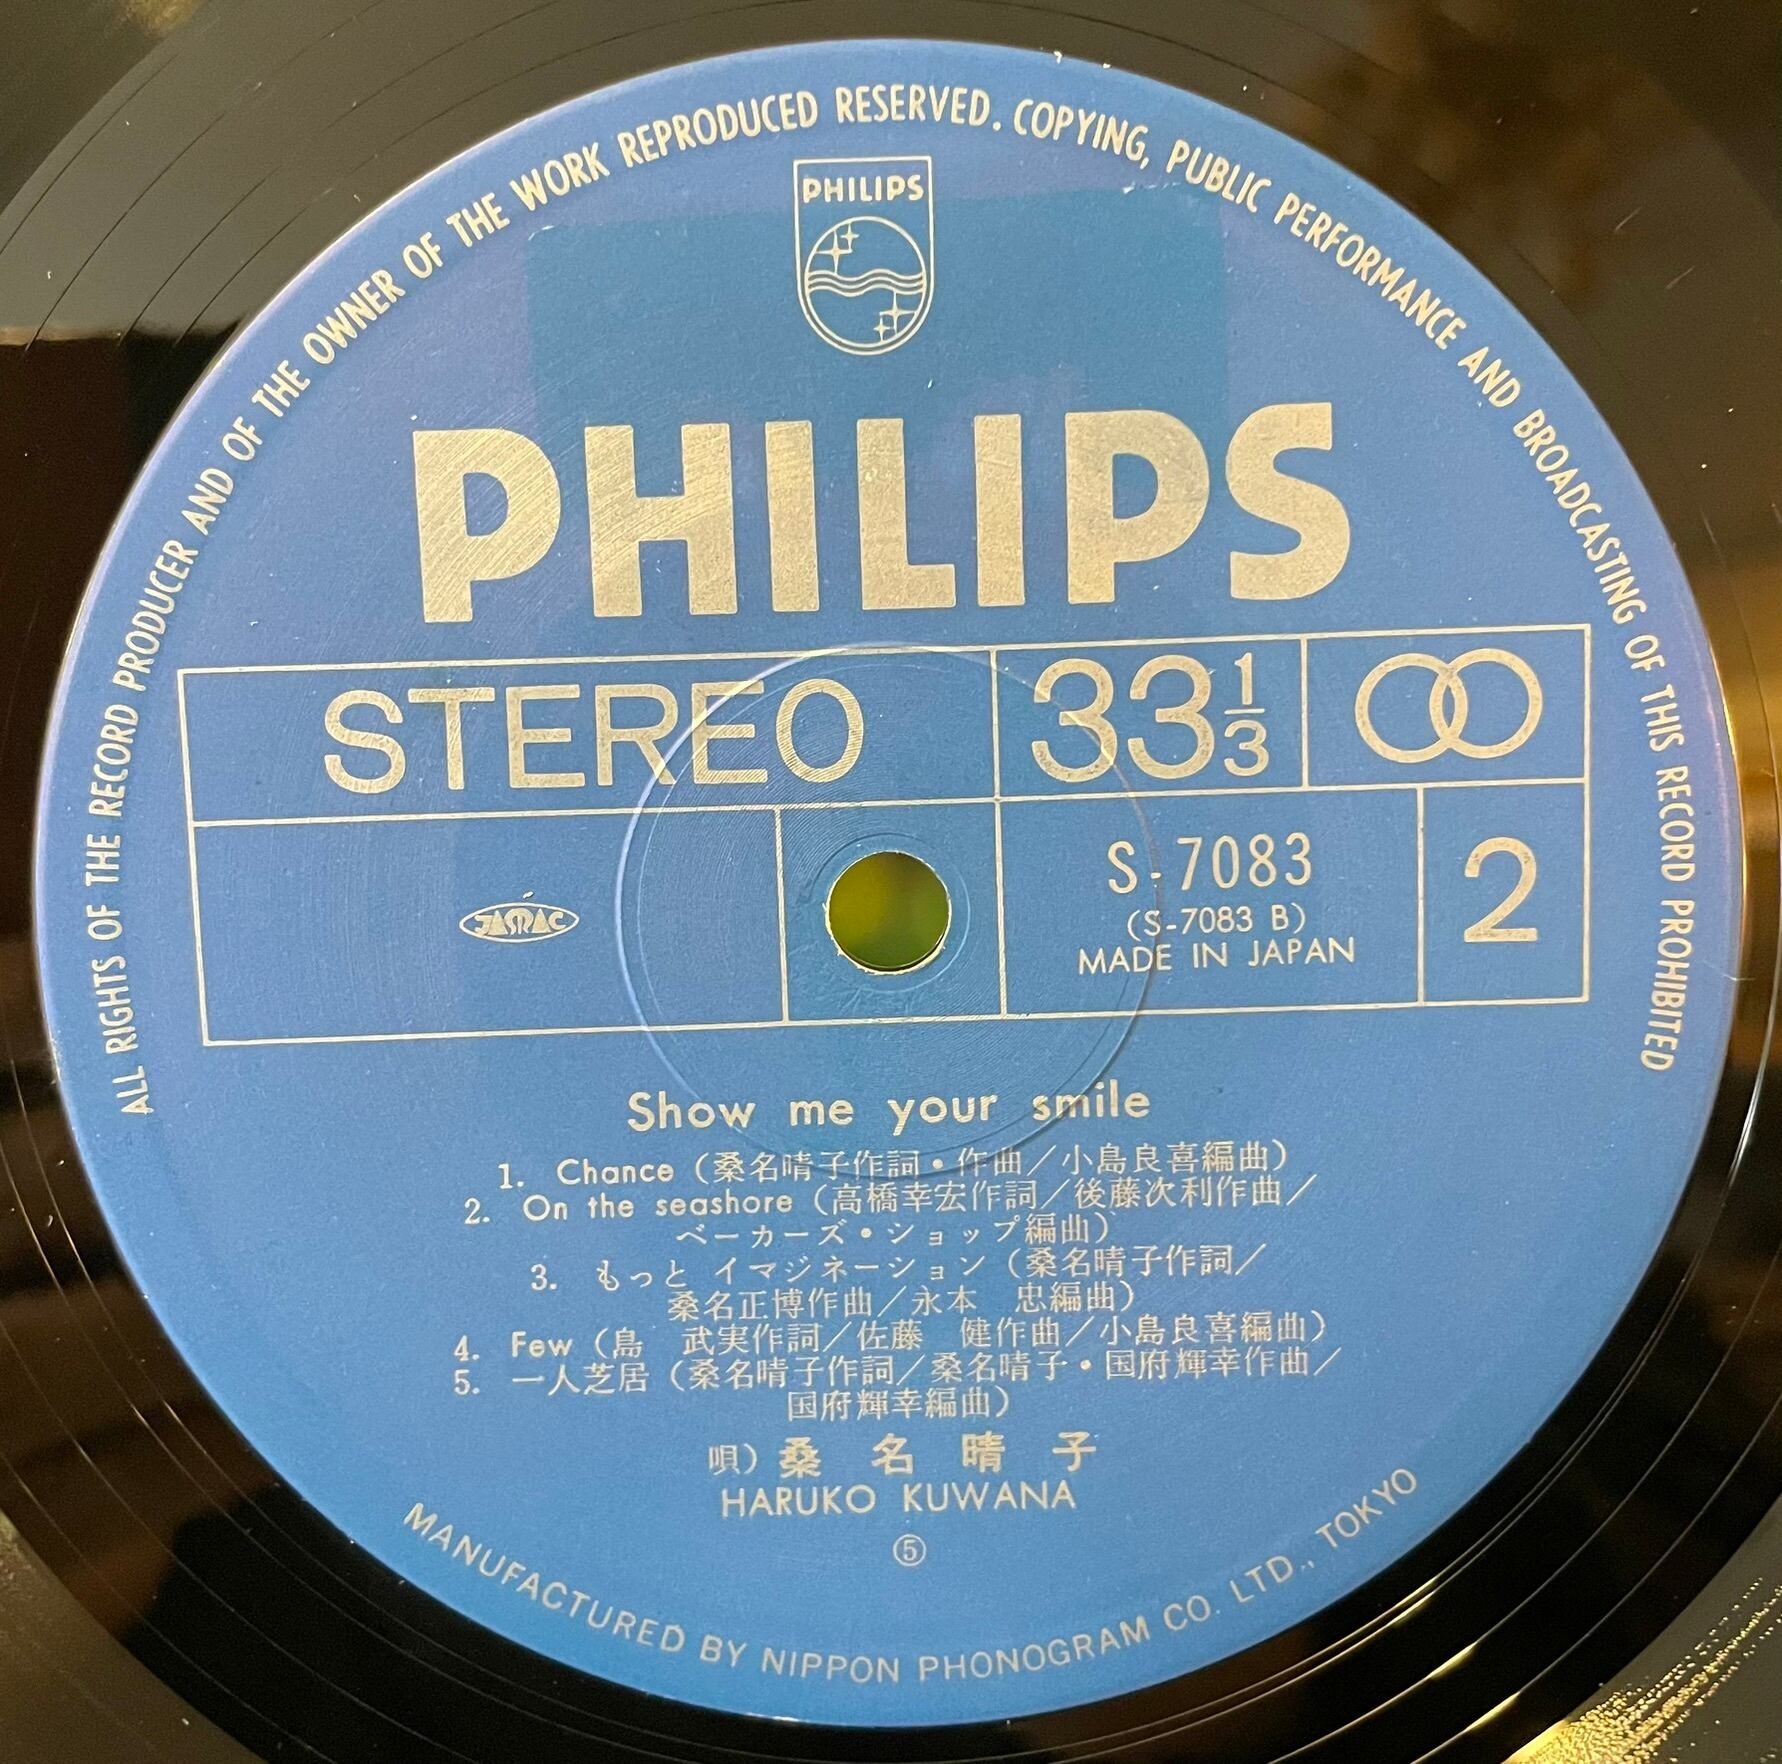 ALL RIGHTS OF THE RECORD PRODUCER AND OF THE OWNER OF THE WORK REPRODUCED RESERVED. COPYING, PUBLIC PERFORMANCE AND BROADCASTING OF THIS RECORD PROHIBITED
PHILIPS
PHILIPS
STEREO
33 1/3
JASRAC
S-7083
(S-7083 B)
MADE IN JAPAN
2
Show me your smile
1. Chance (桑名晴子作詞・作曲／小島良喜編曲)
2. On the seashore (高橋幸宏作詞／後藤次利作曲／
ベーカーズ・ショップ編曲)
3. もっと イマジネーション (桑名晴子作詞／
桑名正博作曲／永本 忠編曲)
4. Few (島 武実作詞／佐藤 健作曲／小島良喜編曲)
5. 一人芝居 (桑名晴子作詞／桑名晴子・国府輝幸作曲／
国府輝幸編曲)
唄) 桑 名 晴 子
HARUKO KUWANA
⑤
MANUFACTURED BY NIPPON PHONOGRAM CO. LTD., TOKYO